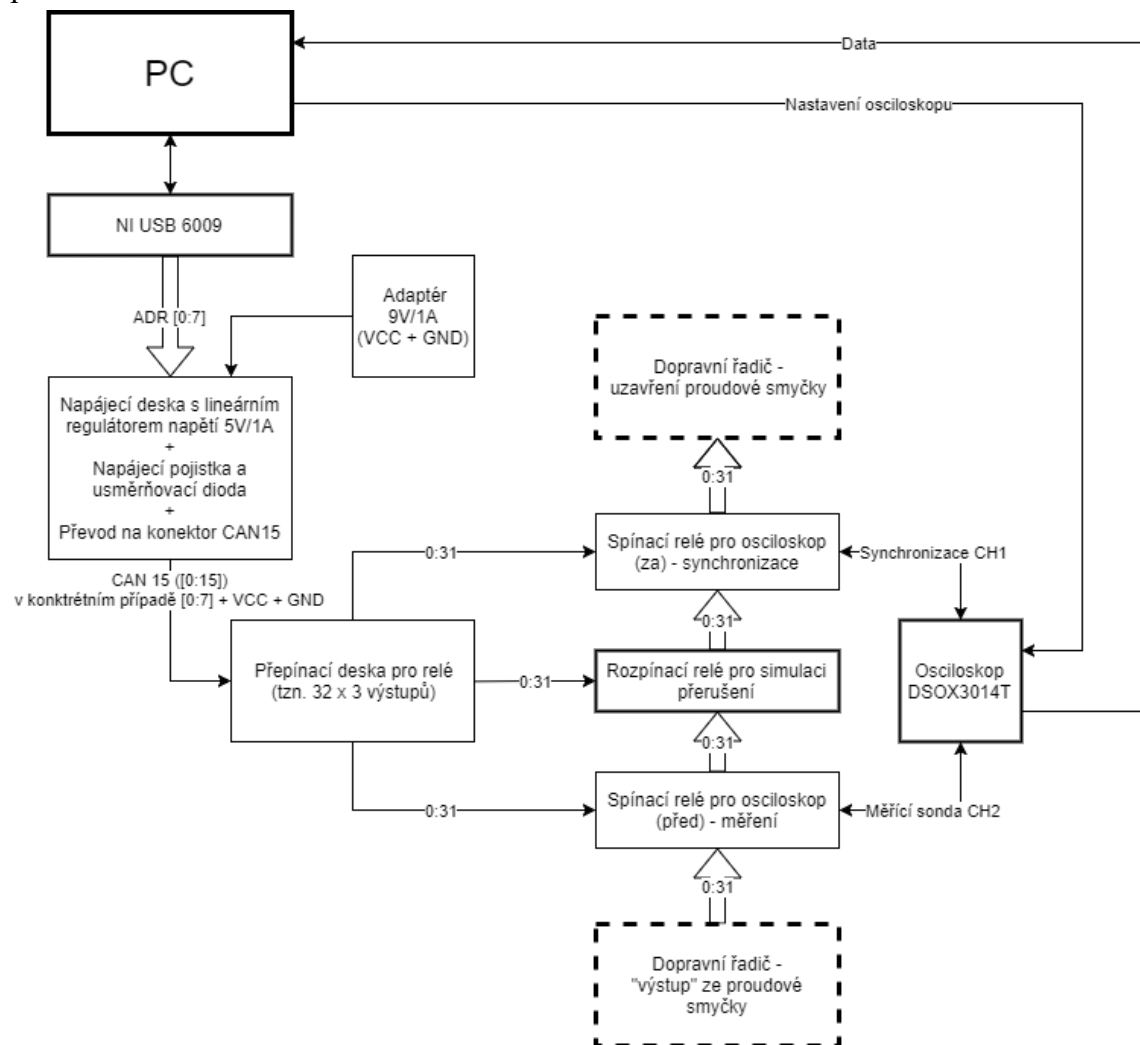 PC
Data
Nastavení osciloskopu
NI USB 6009
ADR [0:7]
Adaptér
9V/1A
(VCC + GND)
Napájecí deska s lineárním
regulátorem napětí 5V/1A
+
Napájecí pojistka a
usměrňovací dioda
+
Převod na konektor CAN15
Dopravní řadič -
uzavření proudové smyčky
0:31
CAN 15 ([0:15])
v konktrétním případě [0:7] + VCC + GND
0:31
Spínací relé pro osciloskop
(za) - synchronizace
Synchronizace CH1
0:31
Přepínací deska pro relé
(tzn. 32 x 3 výstupů)
0:31
Rozpínací relé pro simulaci
přerušení
Osciloskop
DSOX3014T
0:31
0:31
Spínací relé pro osciloskop
(před) - měření
Měřící sonda CH2
0:31
Dopravní řadič -
"výstup" ze proudové
smyčky